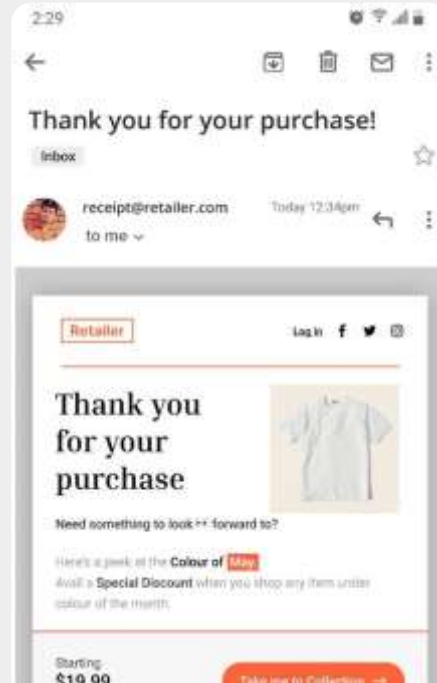 2:29
Thank you for your purchase!
Inbox
receipt@retailer.com
Today 12:34pm
to me
Retailer
Log in
Thank you
for your
purchase
Need something to look forward to?
Here's a peek at the Colour of May.
Avail a Special Discount when you shop any item under
colour of the month.
Starting
$19.99
Take me to Collection →